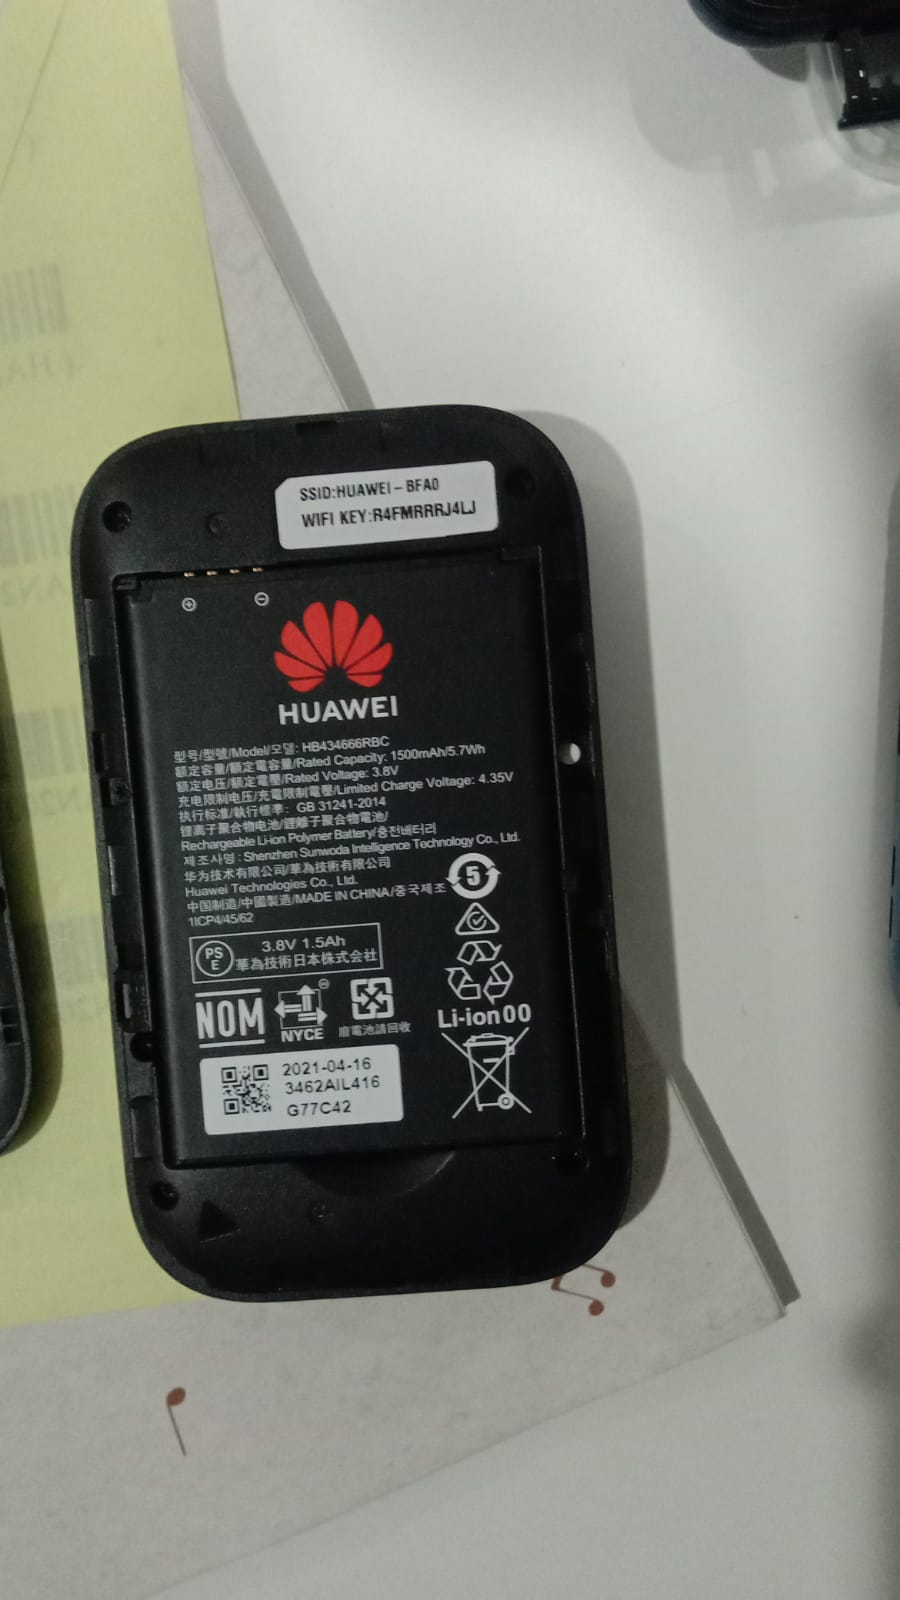 SSID:HUAWEI-BFA0
WIFI KEY:R4FMRRRJ4LJ
HUAWEI
型号/型號/Model/모델: HB434666RBC
額定容量/額定電容量/Rated Capacity: 1500mAh/5.7Wh
額定电压/額定電壓/Rated Voltage: 3.8V
充电限制电压/充電限制電壓/Limited Charge Voltage: 4.35V
执行标准/執行標準: GB 31241-2014
锂离子聚合物电池/鋰離子聚合物電池/
Rechargeable Li-ion Polymer Battery/충전배터리
제조사명: Shenzhen Sunwoda Intelligence Technology Co., Ltd.
华为技术有限公司/華為技術有限公司
Huawei Technologies Co., Ltd.
中国制造/中國製造/MADE IN CHINA/중국제조
1ICP4/45/62
5
PS
E
3.8V 1.5Ah
華為技術日本株式会社
NOM
NYCE
廢電池請回收
Li-ion00
2021-04-16
3462AIL416
G77C42